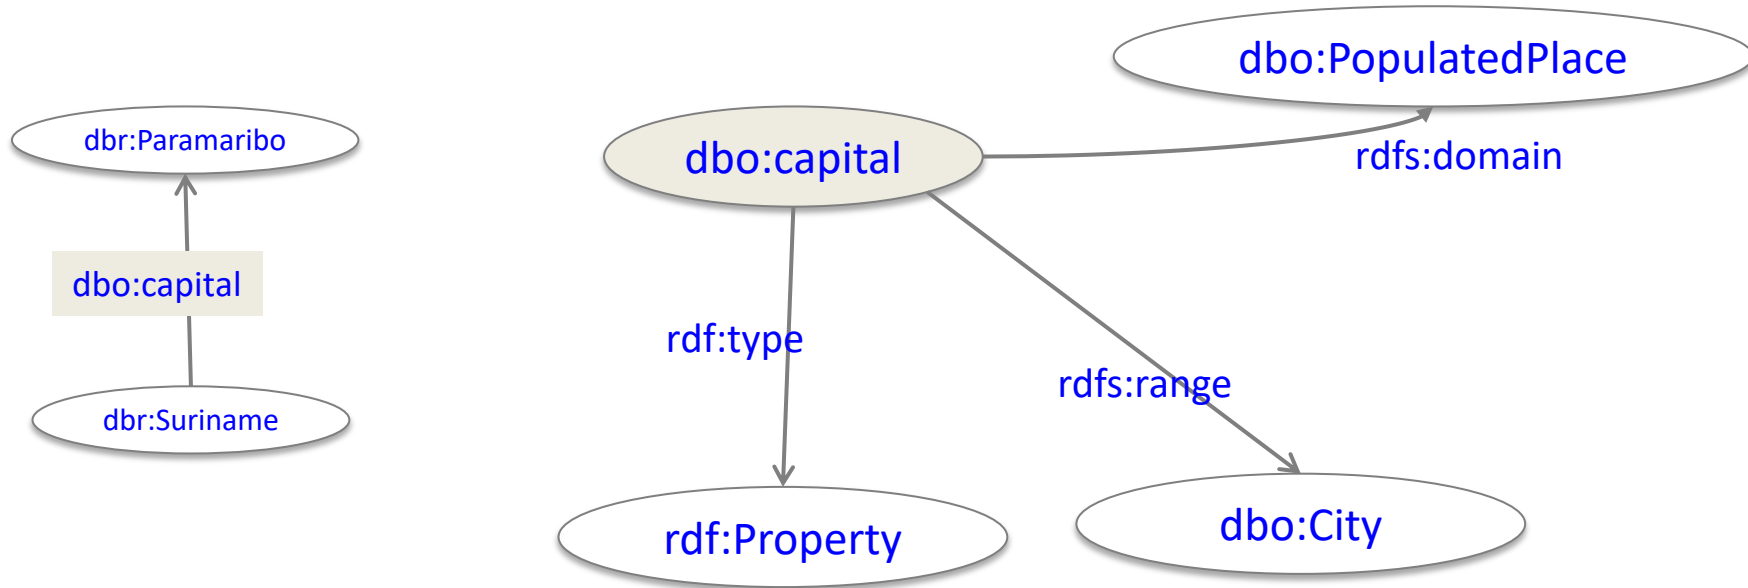 dbr:Paramaribo
dbo:capital
dbr:Suriname
dbo:PopulatedPlace
dbo:capital
rdfs:domain
rdf:type
rdfs:range
rdf:Property
dbo:City